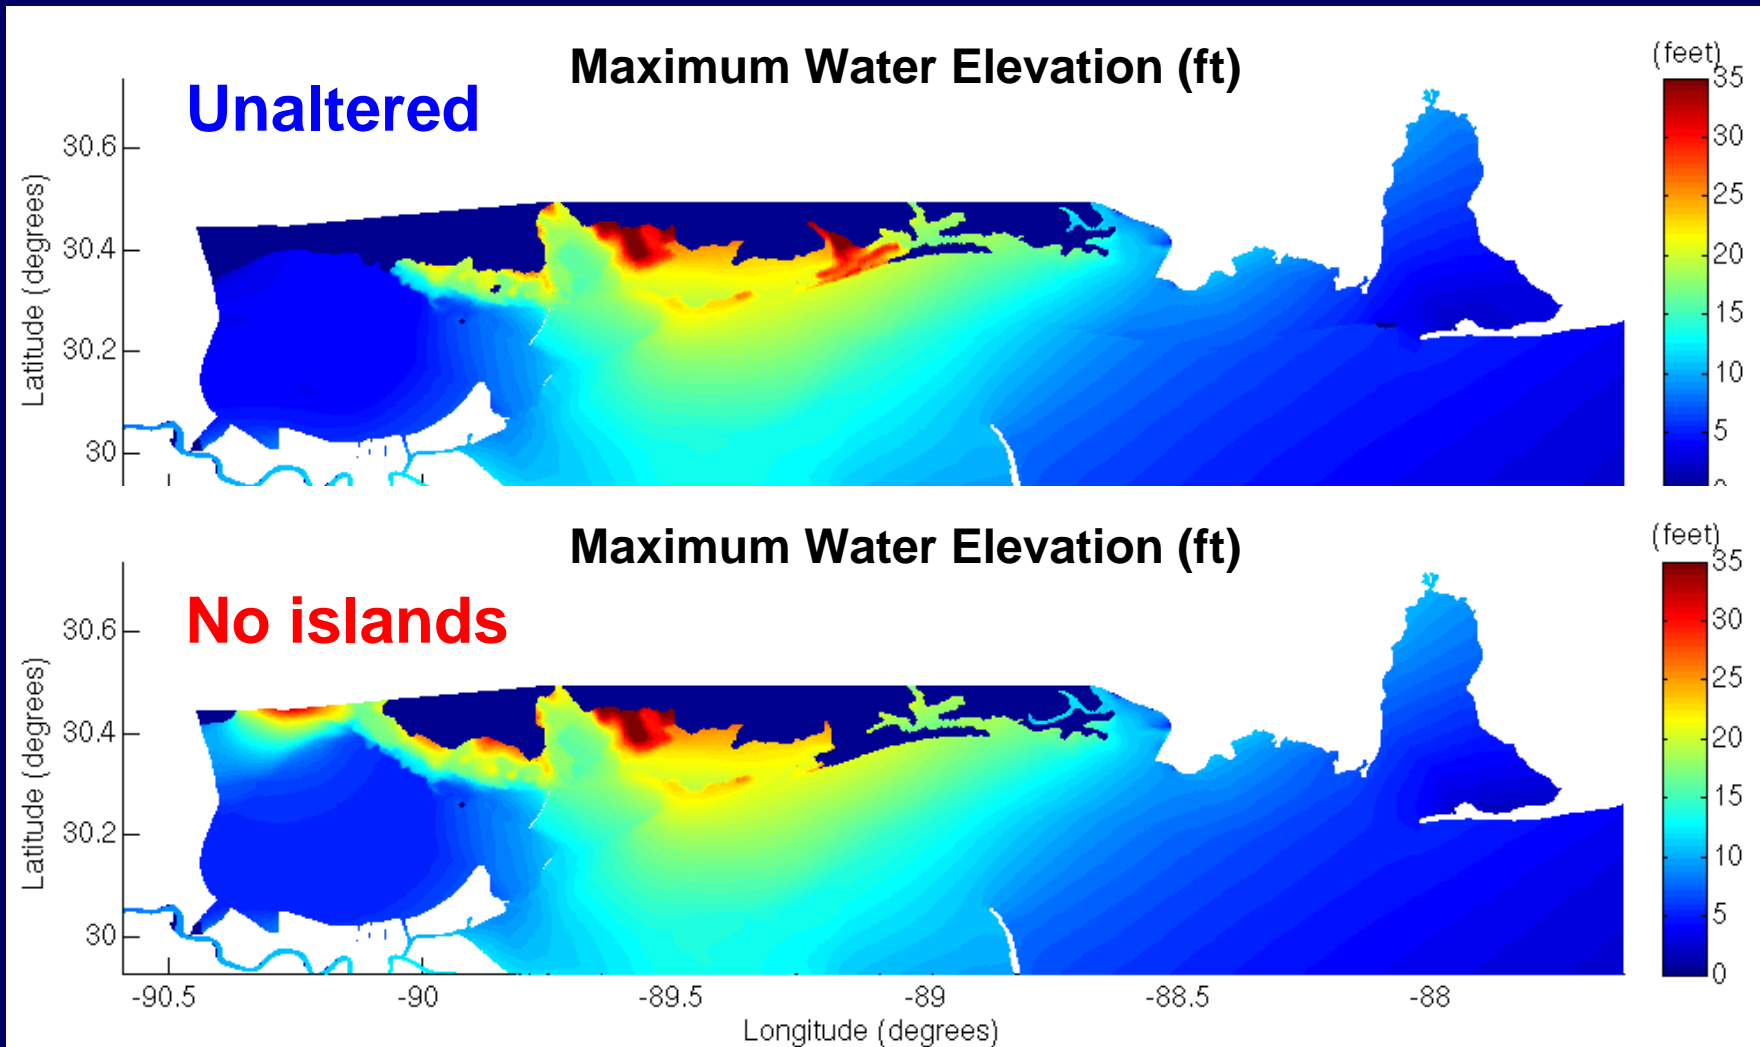 Maximum Water Elevation (ft)
(feet)
Unaltered
35
30
25
20
15
10
5
0
30.6
30.4
30.2
30
Latitude (degrees)
Maximum Water Elevation (ft)
(feet)
No islands
35
30
25
20
15
10
5
0
30.6
30.4
30.2
30
Latitude (degrees)
-90.5 -90 -89.5 -89 -88.5 -88
Longitude (degrees)